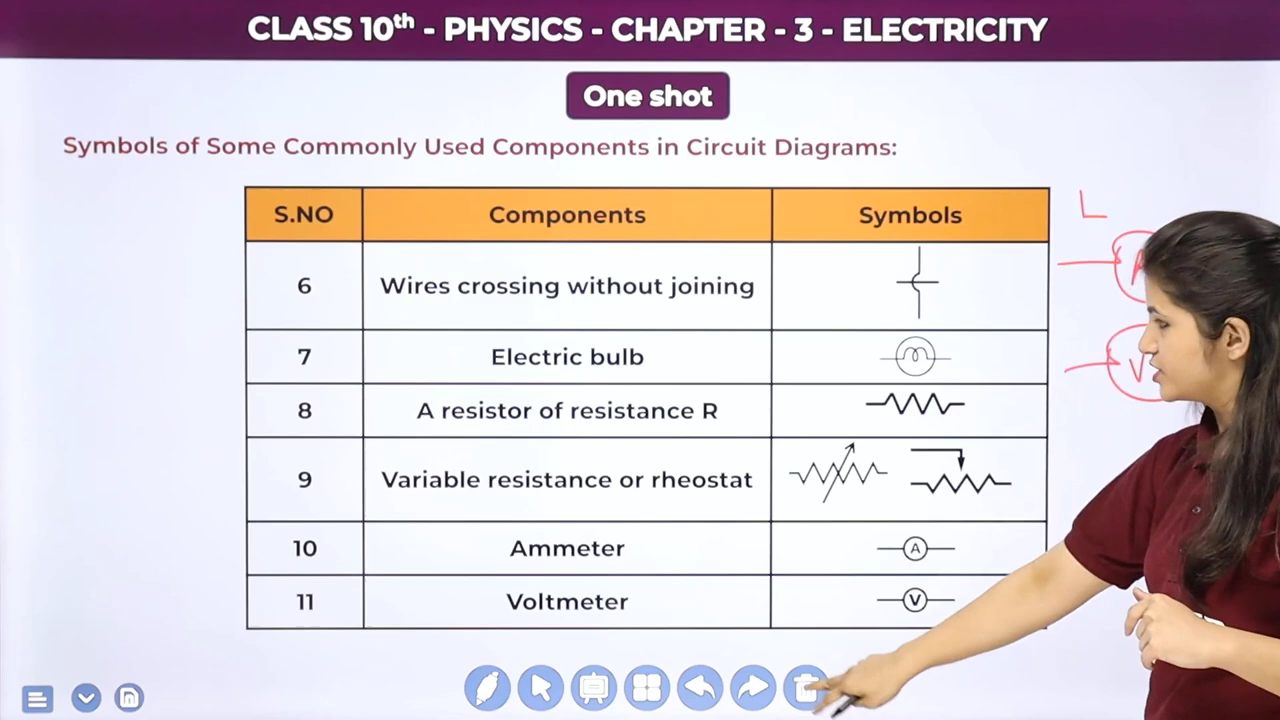 CLASS 10th - PHYSICS - CHAPTER - 3 - ELECTRICITY
One shot
Symbols of Some Commonly Used Components in Circuit Diagrams:
S.NO Components Symbols
6 Wires crossing without joining
7 Electric bulb
8 A resistor of resistance R
9 Variable resistance or rheostat
10 Ammeter A
11 Voltmeter V
L
V